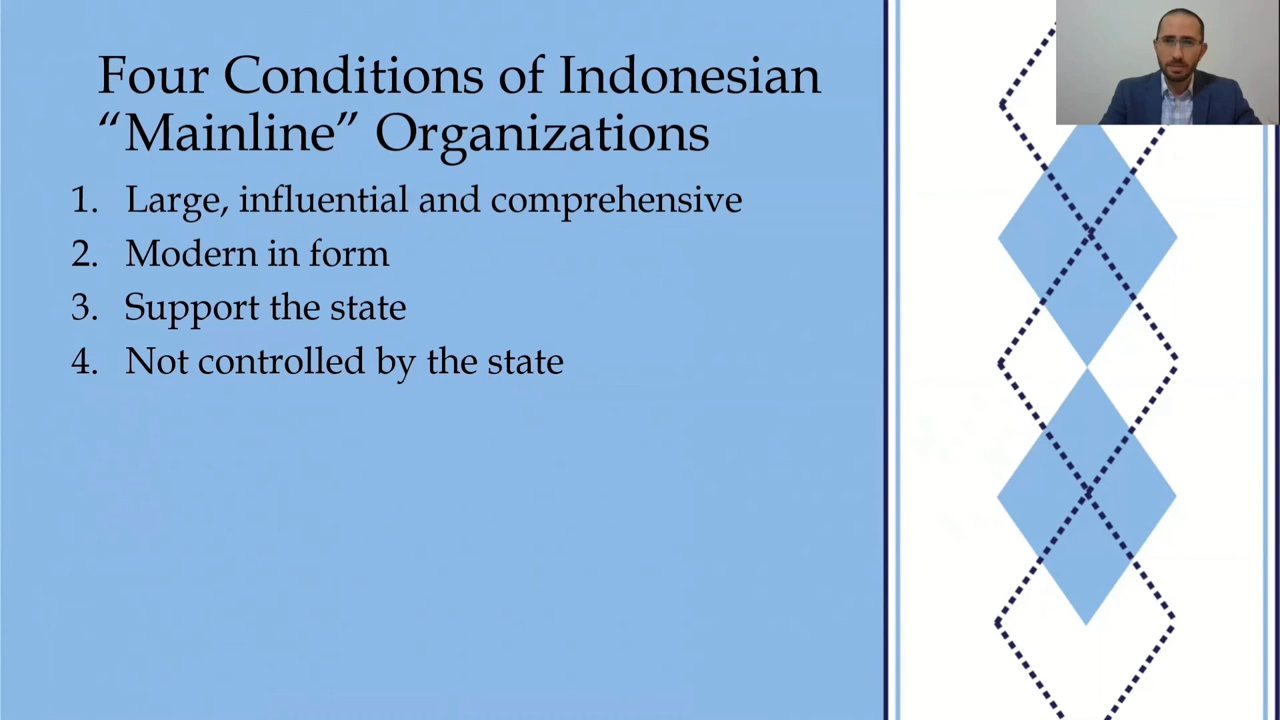 Four Conditions of Indonesian
“Mainline” Organizations
1. Large, influential and comprehensive
2. Modern in form
3. Support the state
4. Not controlled by the state